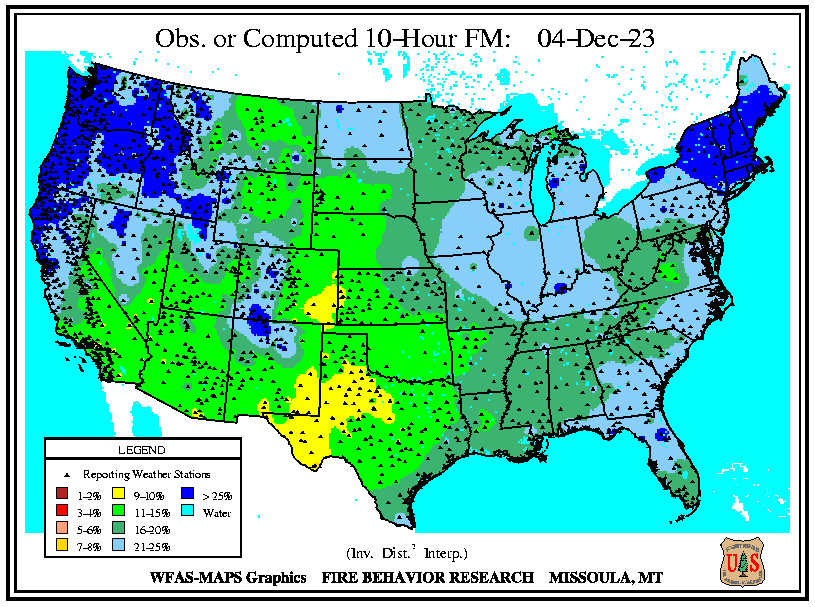 Obs. or Computed 10-Hour FM: 04-Dec-23
LEGEND
Reporting Weather Stations
1-2% 9-10% > 25%
3-4% 11-15% Water
5-6% 16-20%
7-8% 21-25%
(Inv. Dist.² Interp.)
WFAS-MAPS Graphics FIRE BEHAVIOR RESEARCH MISSOULA, MT
U S